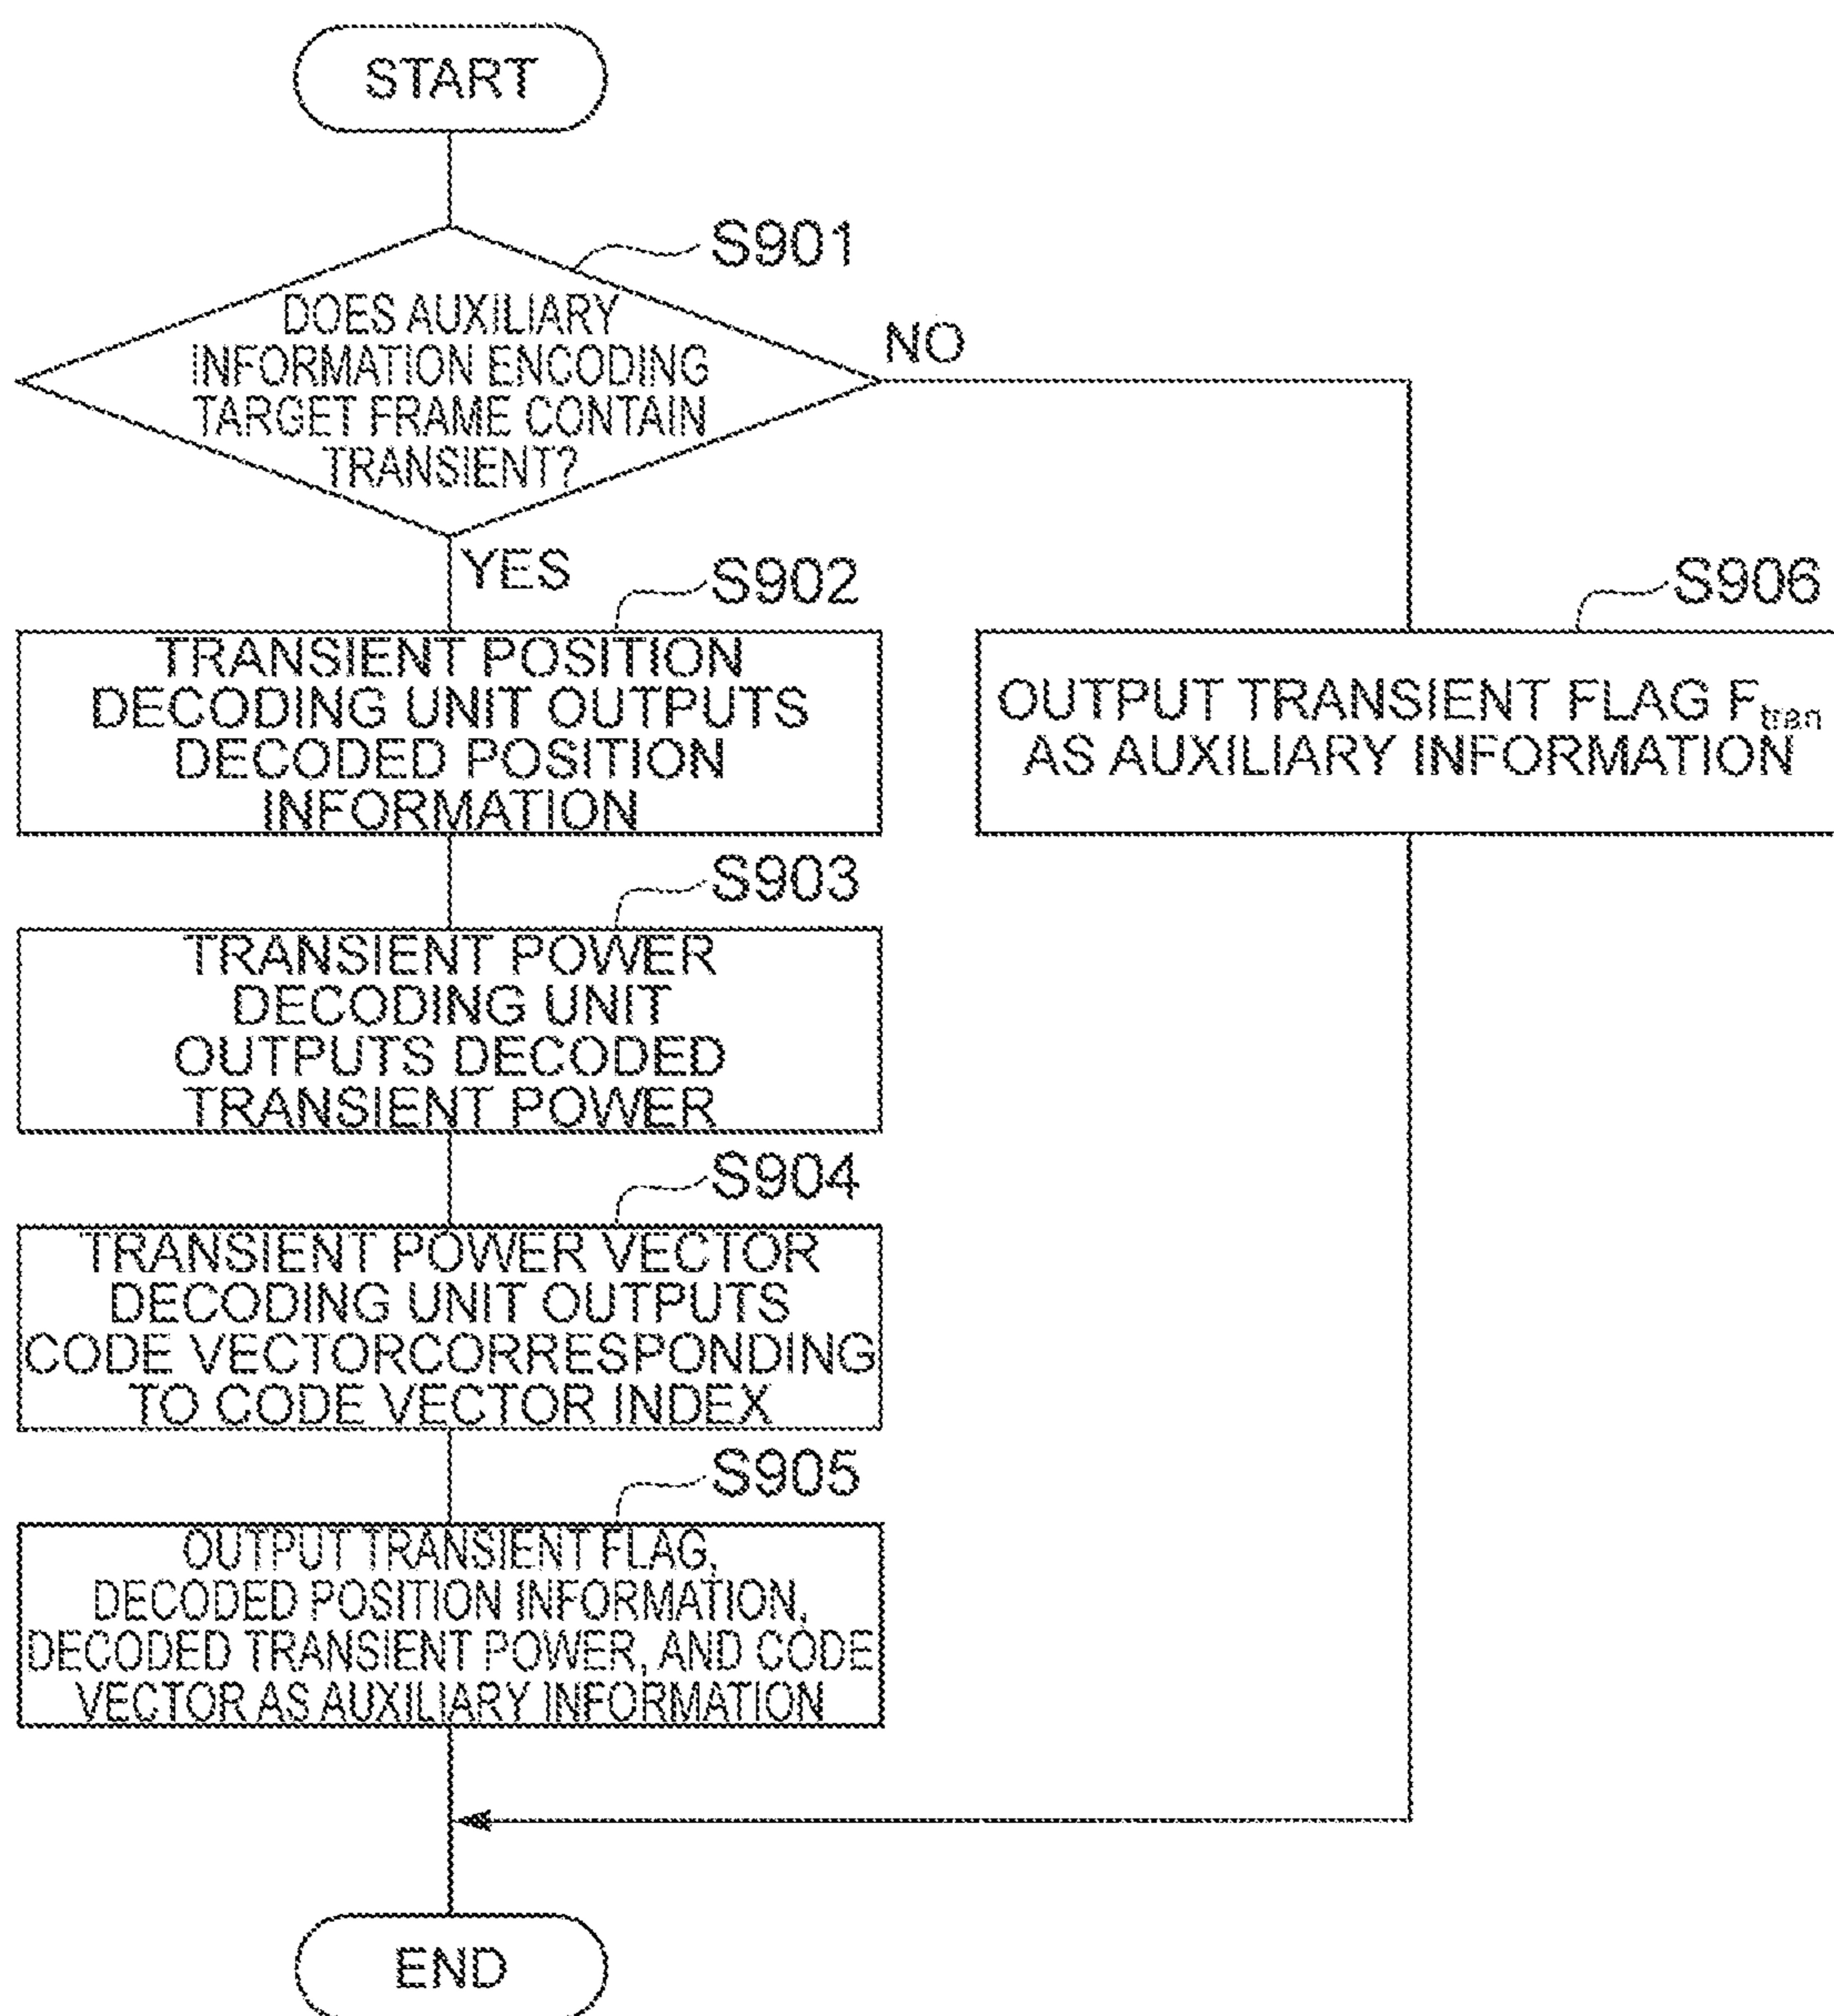 START
S901
DOES AUXILIARY
INFORMATION ENCODING
TARGET FRAME CONTAIN
TRANSIENT?
NO
YES
S902
TRANSIENT POSITION
DECODING UNIT OUTPUTS
DECODED POSITION
INFORMATION
S906
OUTPUT TRANSIENT FLAG Ftran
AS AUXILIARY INFORMATION
S903
TRANSIENT POWER
DECODING UNIT
OUTPUTS DECODED
TRANSIENT POWER
S904
TRANSIENT POWER VECTOR
DECODING UNIT OUTPUTS
CODE VECTORCORRESPONDING
TO CODE VECTOR INDEX
S905
OUTPUT TRANSIENT FLAG,
DECODED POSITION INFORMATION,
DECODED TRANSIENT POWER, AND CODE
VECTOR AS AUXILIARY INFORMATION
END